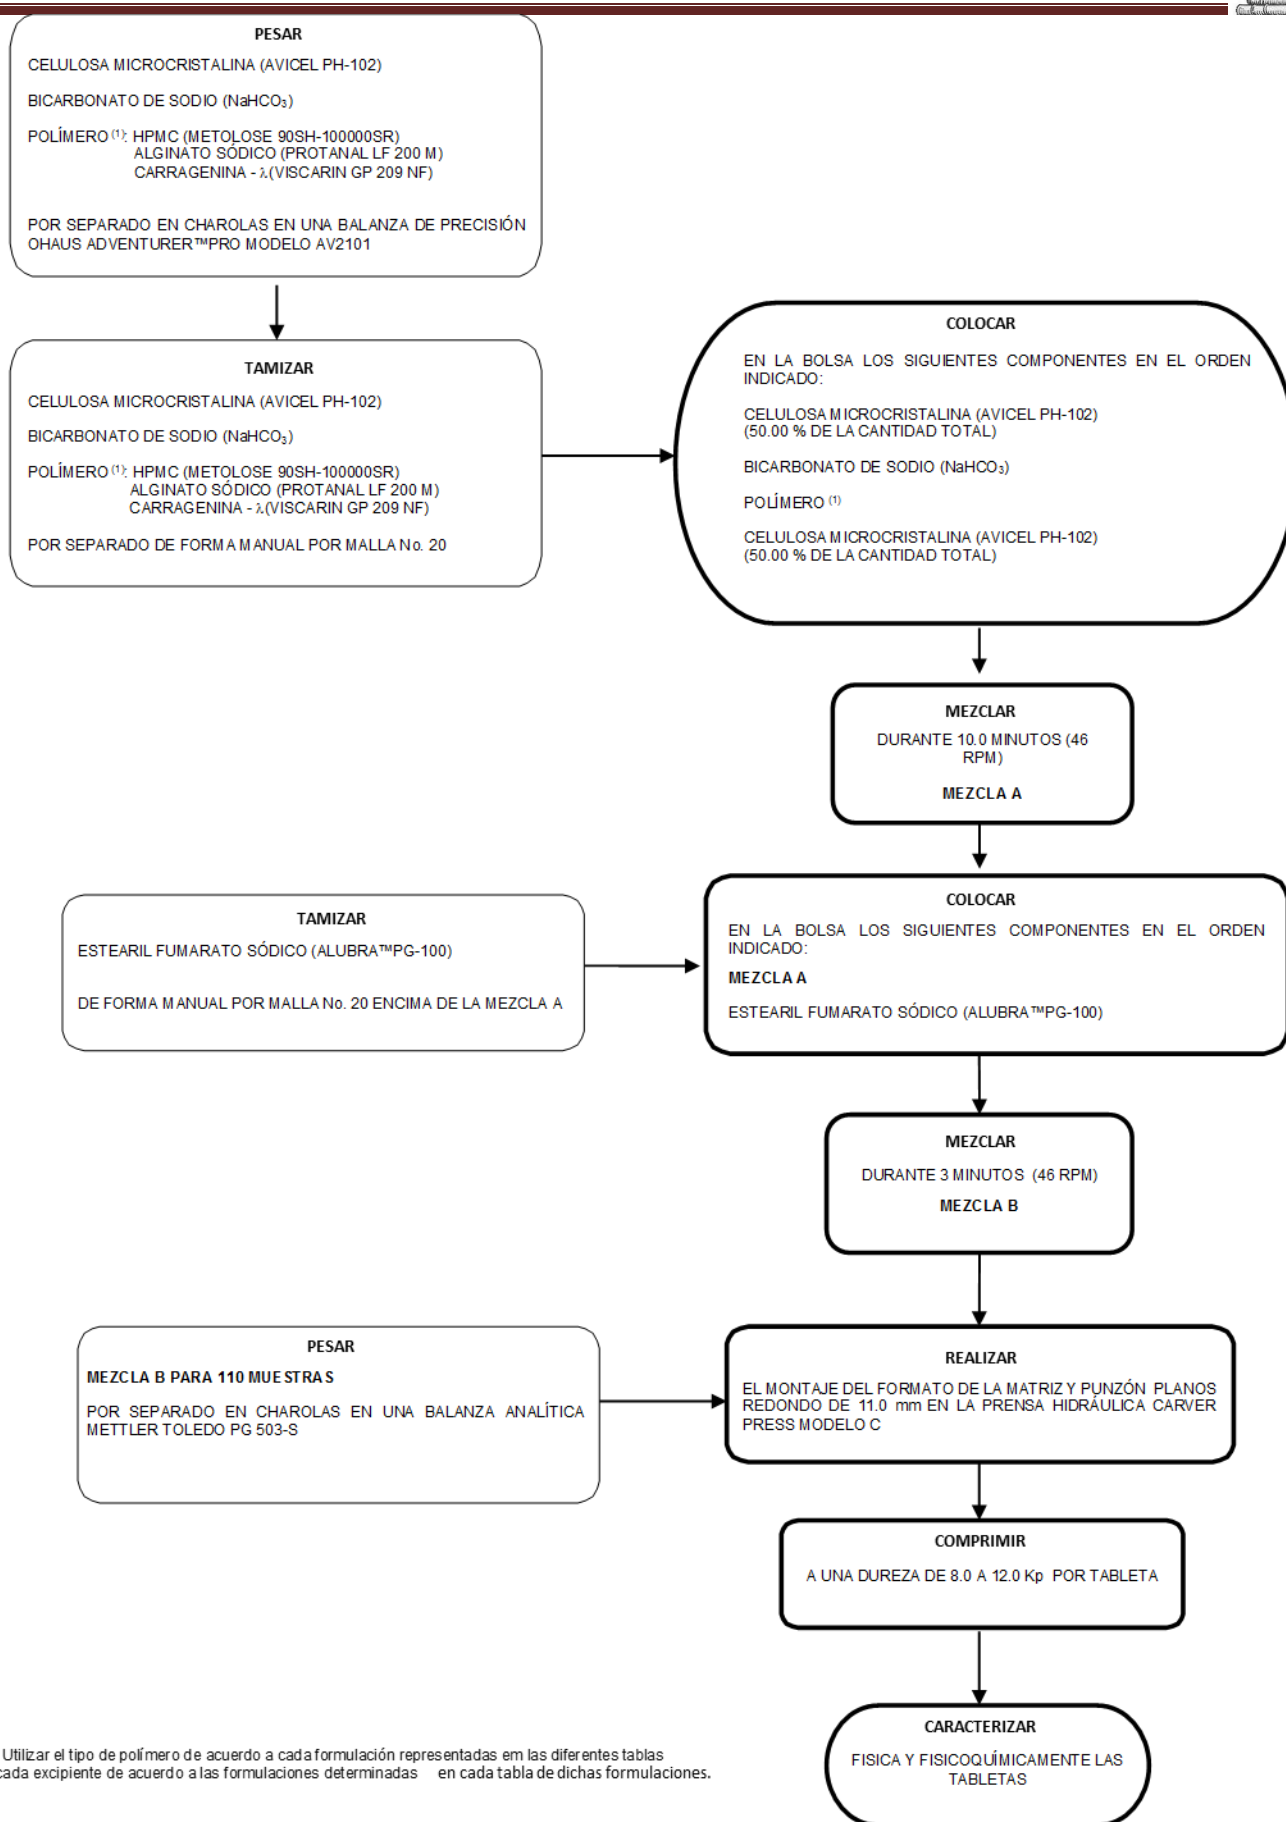 PESAR
CELULOSA MICROCRISTALINA (AVICEL PH-102)
BICARBONATO DE SODIO (NaHCO₃)
POLÍMERO ⁽¹⁾: HPMC (METOLOSE 90SH-100000SR)
ALGINATO SÓDICO (PROTANAL LF 200 M)
CARRAGENINA - λ(VISCARIN GP 209 NF)
POR SEPARADO EN CHAROLAS EN UNA BALANZA DE PRECISIÓN
OHAUS ADVENTURER™PRO MODELO AV2101
TAMIZAR
CELULOSA MICROCRISTALINA (AVICEL PH-102)
BICARBONATO DE SODIO (NaHCO₃)
POLÍMERO ⁽¹⁾: HPMC (METOLOSE 90SH-100000SR)
ALGINATO SÓDICO (PROTANAL LF 200 M)
CARRAGENINA - λ(VISCARIN GP 209 NF)
POR SEPARADO DE FORMA MANUAL POR MALLA No. 20
COLOCAR
EN LA BOLSA LOS SIGUIENTES COMPONENTES EN EL ORDEN
INDICADO:
CELULOSA MICROCRISTALINA (AVICEL PH-102)
(50.00 % DE LA CANTIDAD TOTAL)
BICARBONATO DE SODIO (NaHCO₃)
POLÍMERO ⁽¹⁾
CELULOSA MICROCRISTALINA (AVICEL PH-102)
(50.00 % DE LA CANTIDAD TOTAL)
MEZCLAR
DURANTE 10.0 MINUTOS (46
RPM)
MEZCLA A
TAMIZAR
ESTEARIL FUMARATO SÓDICO (ALUBRA™PG-100)
DE FORMA MANUAL POR MALLA No. 20 ENCIMA DE LA MEZCLA A
COLOCAR
EN LA BOLSA LOS SIGUIENTES COMPONENTES EN EL ORDEN
INDICADO:
MEZCLA A
ESTEARIL FUMARATO SÓDICO (ALUBRA™PG-100)
MEZCLAR
DURANTE 3 MINUTOS (46 RPM)
MEZCLA B
PESAR
MEZCLA B PARA 110 MUESTRAS
POR SEPARADO EN CHAROLAS EN UNA BALANZA ANALÍTICA
METTLER TOLEDO PG 503-S
REALIZAR
EL MONTAJE DEL FORMATO DE LA MATRIZ Y PUNZÓN PLANOS
REDONDO DE 11.0 mm EN LA PRENSA HIDRÁULICA CARVER
PRESS MODELO C
COMPRIMIR
A UNA DUREZA DE 8.0 A 12.0 Kp POR TABLETA
CARACTERIZAR
FISICA Y FISICOQUÍMICAMENTE LAS
TABLETAS
Utilizar el tipo de polímero de acuerdo a cada formulación representadas em las diferentes tablas
cada excipiente de acuerdo a las formulaciones determinadas en cada tabla de dichas formulaciones.